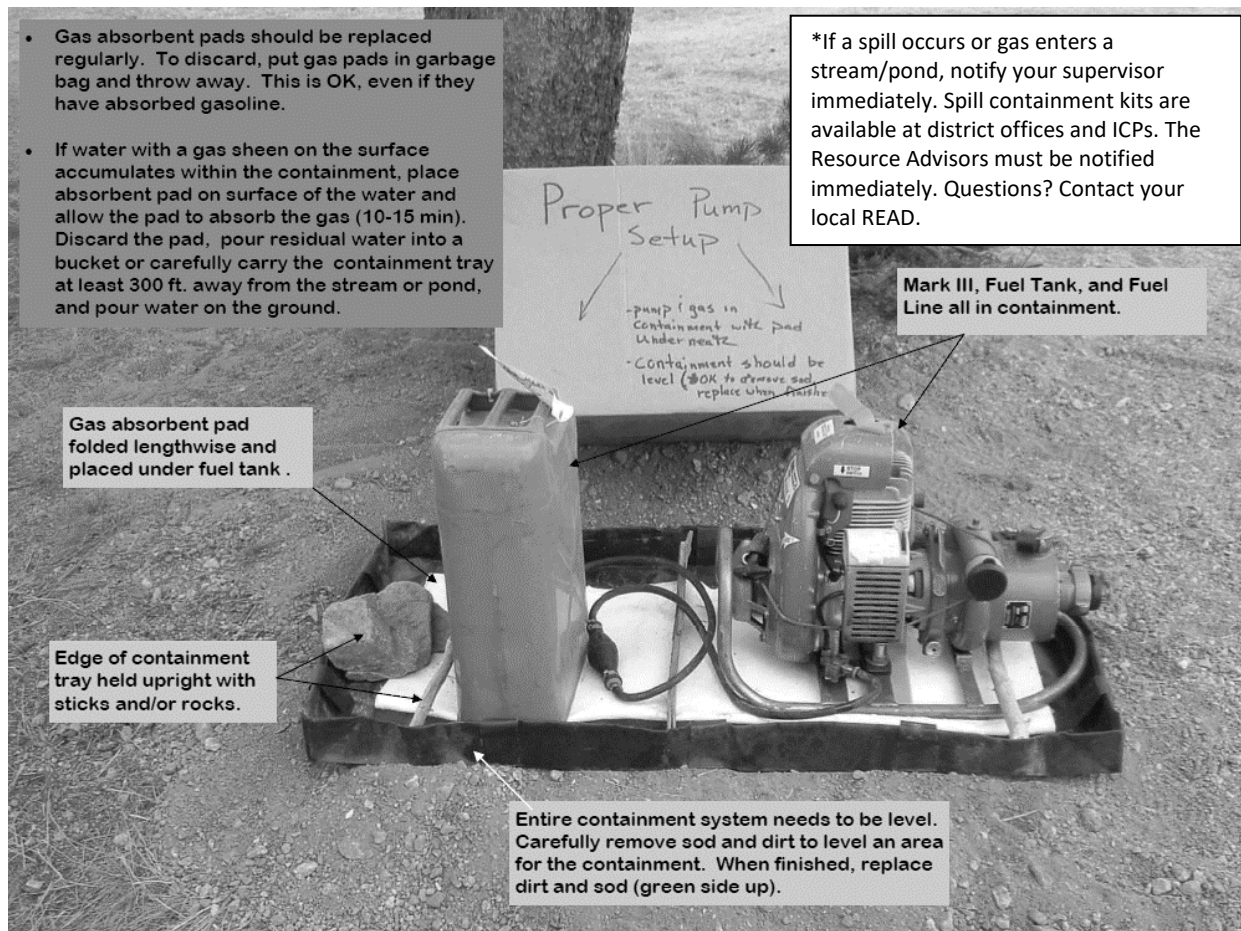 • Gas absorbent pads should be replaced
regularly. To discard, put gas pads in garbage
bag and throw away. This is OK, even if they
have absorbed gasoline.
• If water with a gas sheen on the surface
accumulates within the containment, place
absorbent pad on surface of the water and
allow the pad to absorb the gas (10-15 min).
Discard the pad, pour residual water into a
bucket or carefully carry the containment tray
at least 300 ft. away from the stream or pond,
and pour water on the ground.
*If a spill occurs or gas enters a
stream/pond, notify your supervisor
immediately. Spill containment kits are
available at district offices and ICPs. The
Resource Advisors must be notified
immediately. Questions? Contact your
local READ.
Proper Pump
Setup
-pump & gas in
containment with pad
underneath
-Containment should be
level (OK to remove sod,
replace when finishe
Mark III, Fuel Tank, and Fuel
Line all in containment.
Gas absorbent pad
folded lengthwise and
placed under fuel tank .
Edge of containment
tray held upright with
sticks and/or rocks.
Entire containment system needs to be level.
Carefully remove sod and dirt to level an area
for the containment. When finished, replace
dirt and sod (green side up).
STOP